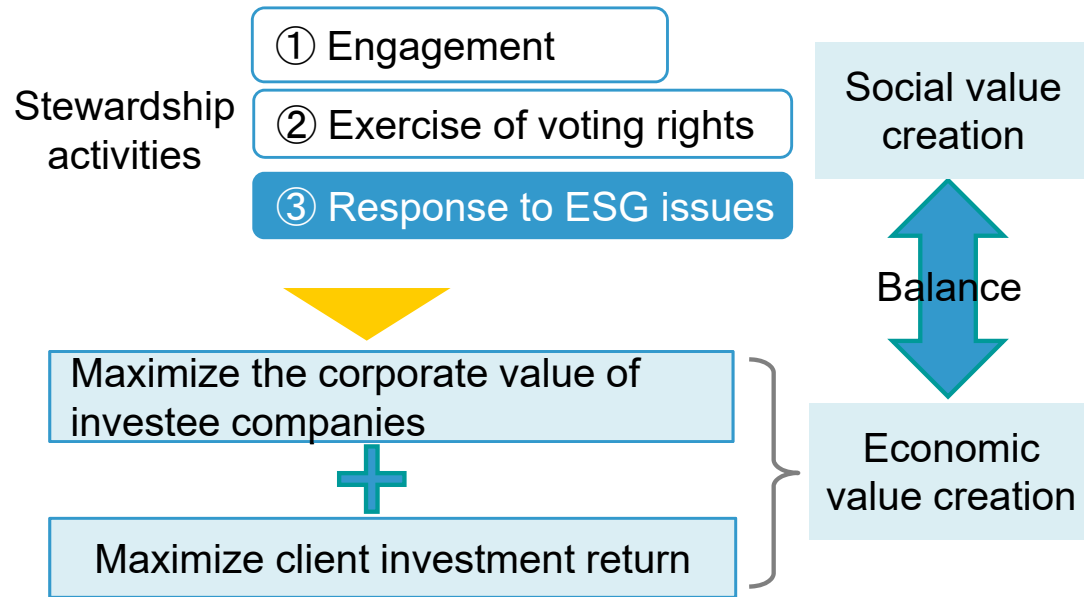 Stewardship
activities
① Engagement
② Exercise of voting rights
③ Response to ESG issues
Social value
creation
Balance
Maximize the corporate value of
investee companies
Maximize client investment return
Economic
value creation